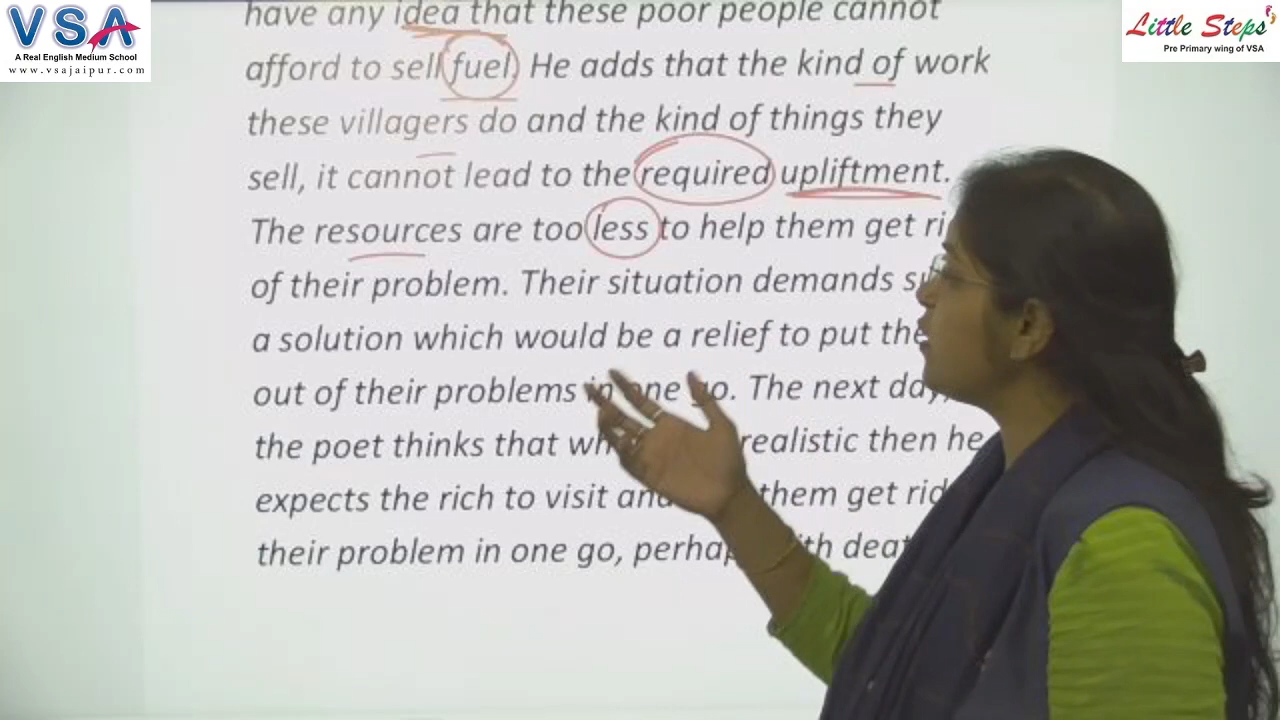 VSA
A Real English Medium School
www.vsajaipur.com
Little Steps
Pre Primary wing of VSA
have any idea that these poor people cannot
afford to sell fuel. He adds that the kind of work
these villagers do and the kind of things they
sell, it cannot lead to the required upliftment.
The resources are too less to help them get
of their problem. Their situation demands
a solution which would be a relief to put
out of their problems in one go. The next day,
the poet thinks that realistic then he
expects the rich to visit them get rid
their problem in one go, perhaps with